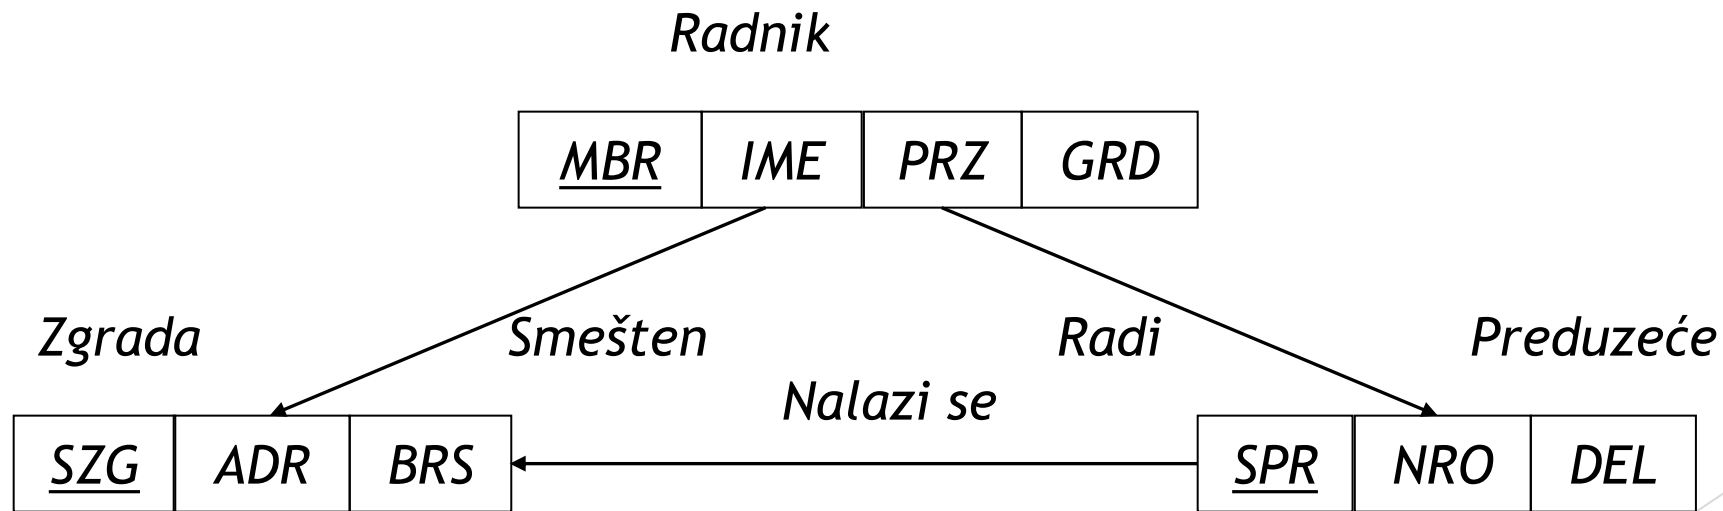 Radnik
MBR IME PRZ GRD
Zgrada Smešten Radi Preduzeće
Nalazi se
SZG ADR BRS SPR NRO DEL